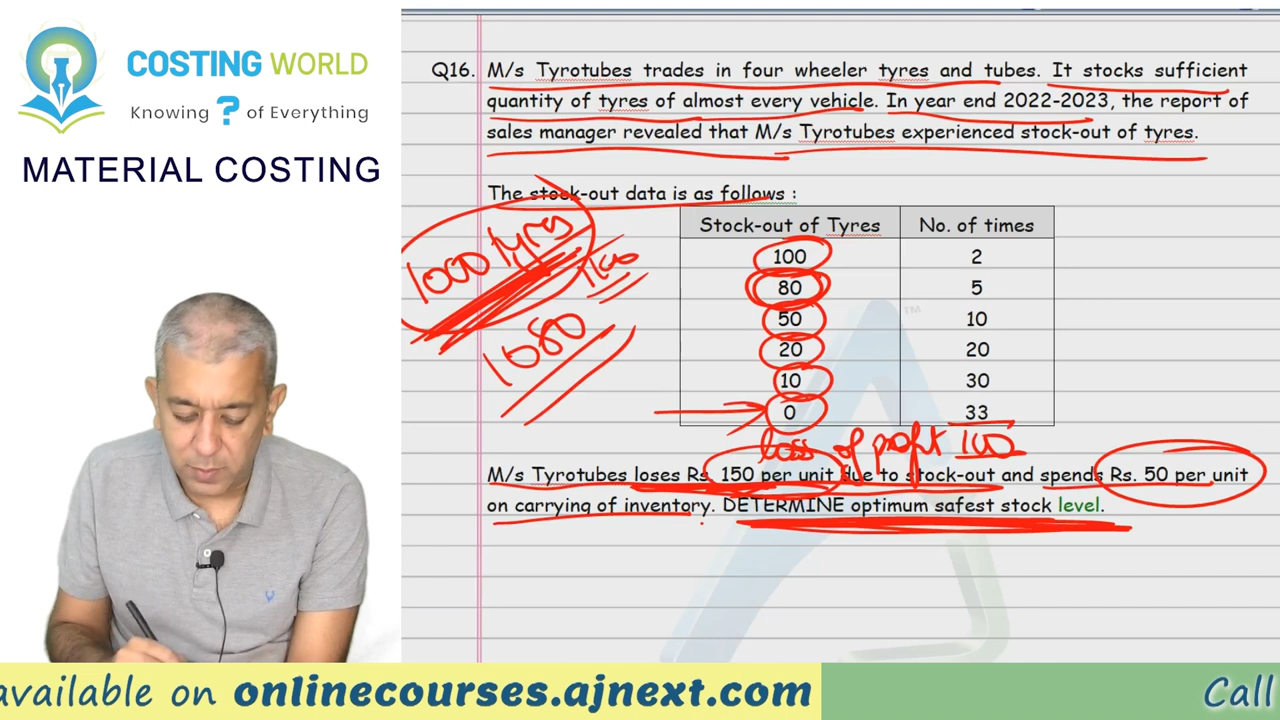 COSTING WORLD
Knowing ? of Everything
MATERIAL COSTING
Q16. M/s Tyrotubes trades in four wheeler tyres and tubes. It stocks sufficient
quantity of tyres of almost every vehicle. In year end 2022-2023, the report of
sales manager revealed that M/s Tyrotubes experienced stock-out of tyres.
The stock-out data is as follows :
Stock-out of Tyres No. of times
100 2
80 5
50 10
20 20
10 30
0 33
1000 tyres
1100
1080
loss of profit 100
M/s Tyrotubes loses Rs. 150 per unit due to stock-out and spends Rs. 50 per unit
on carrying of inventory. DETERMINE optimum safest stock level.
TM
available on onlinecourses.ajnext.com
Call